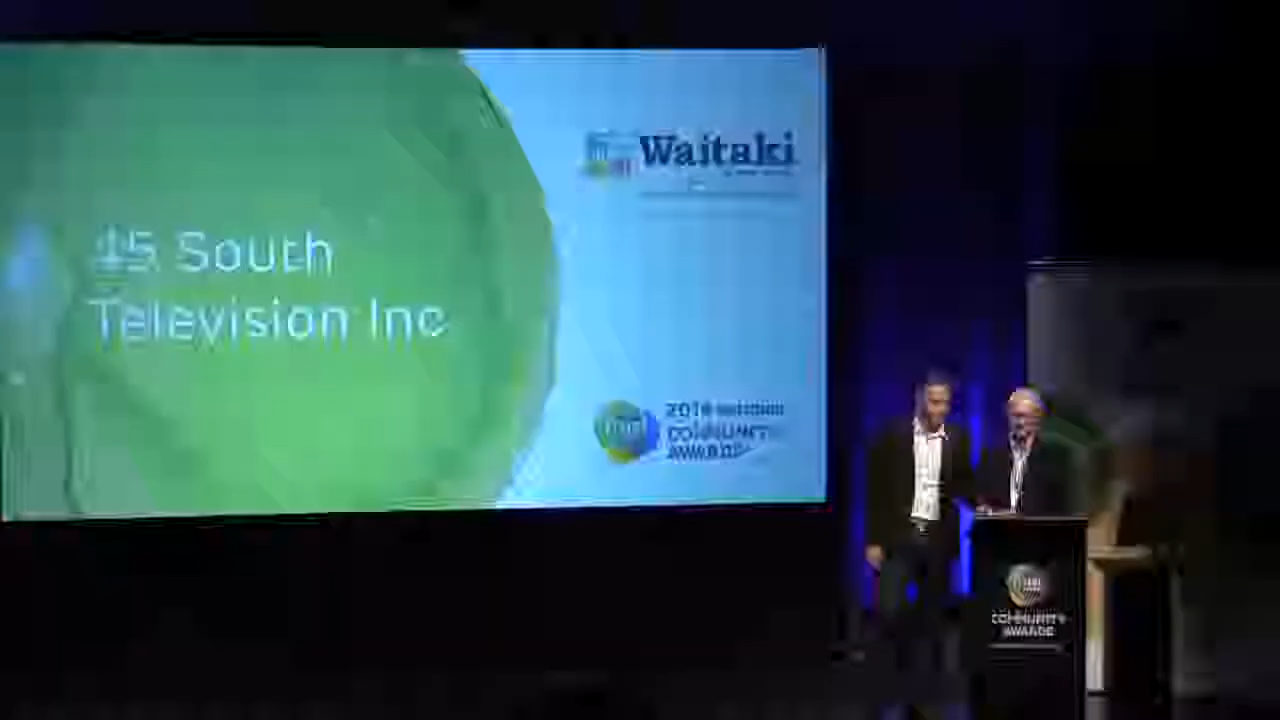 45 South
Television Inc
Waitaki
COMMUNITY
AWARDS
COMMUNITY
AWARDS